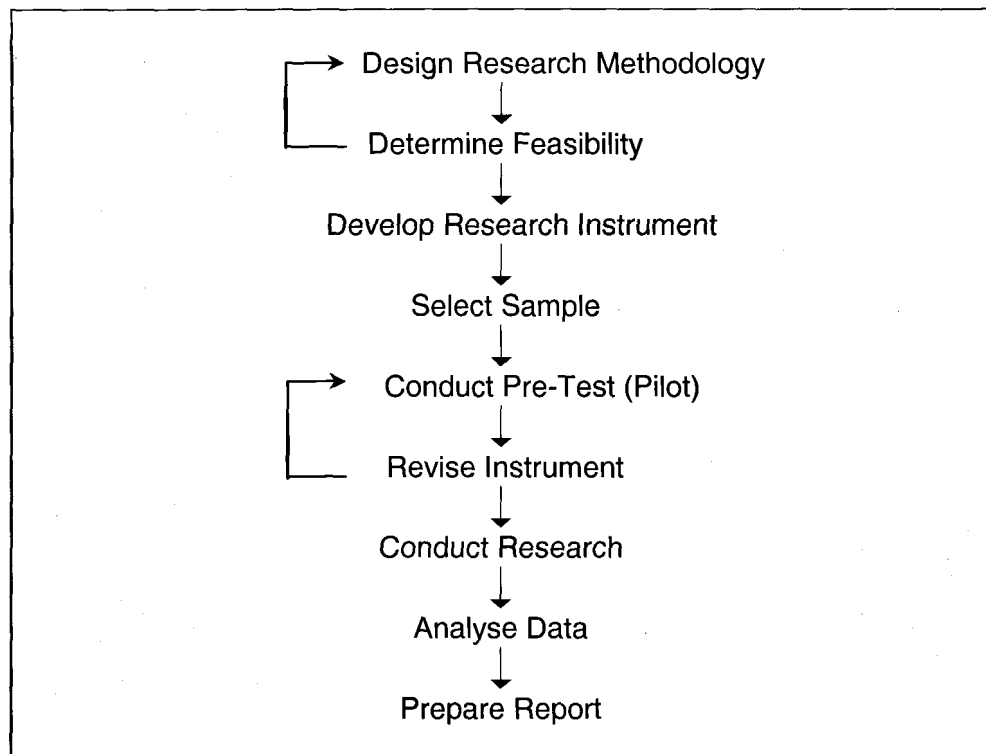 Design Research Methodology
Determine Feasibility
Develop Research Instrument
Select Sample
Conduct Pre-Test (Pilot)
Revise Instrument
Conduct Research
Analyse Data
Prepare Report